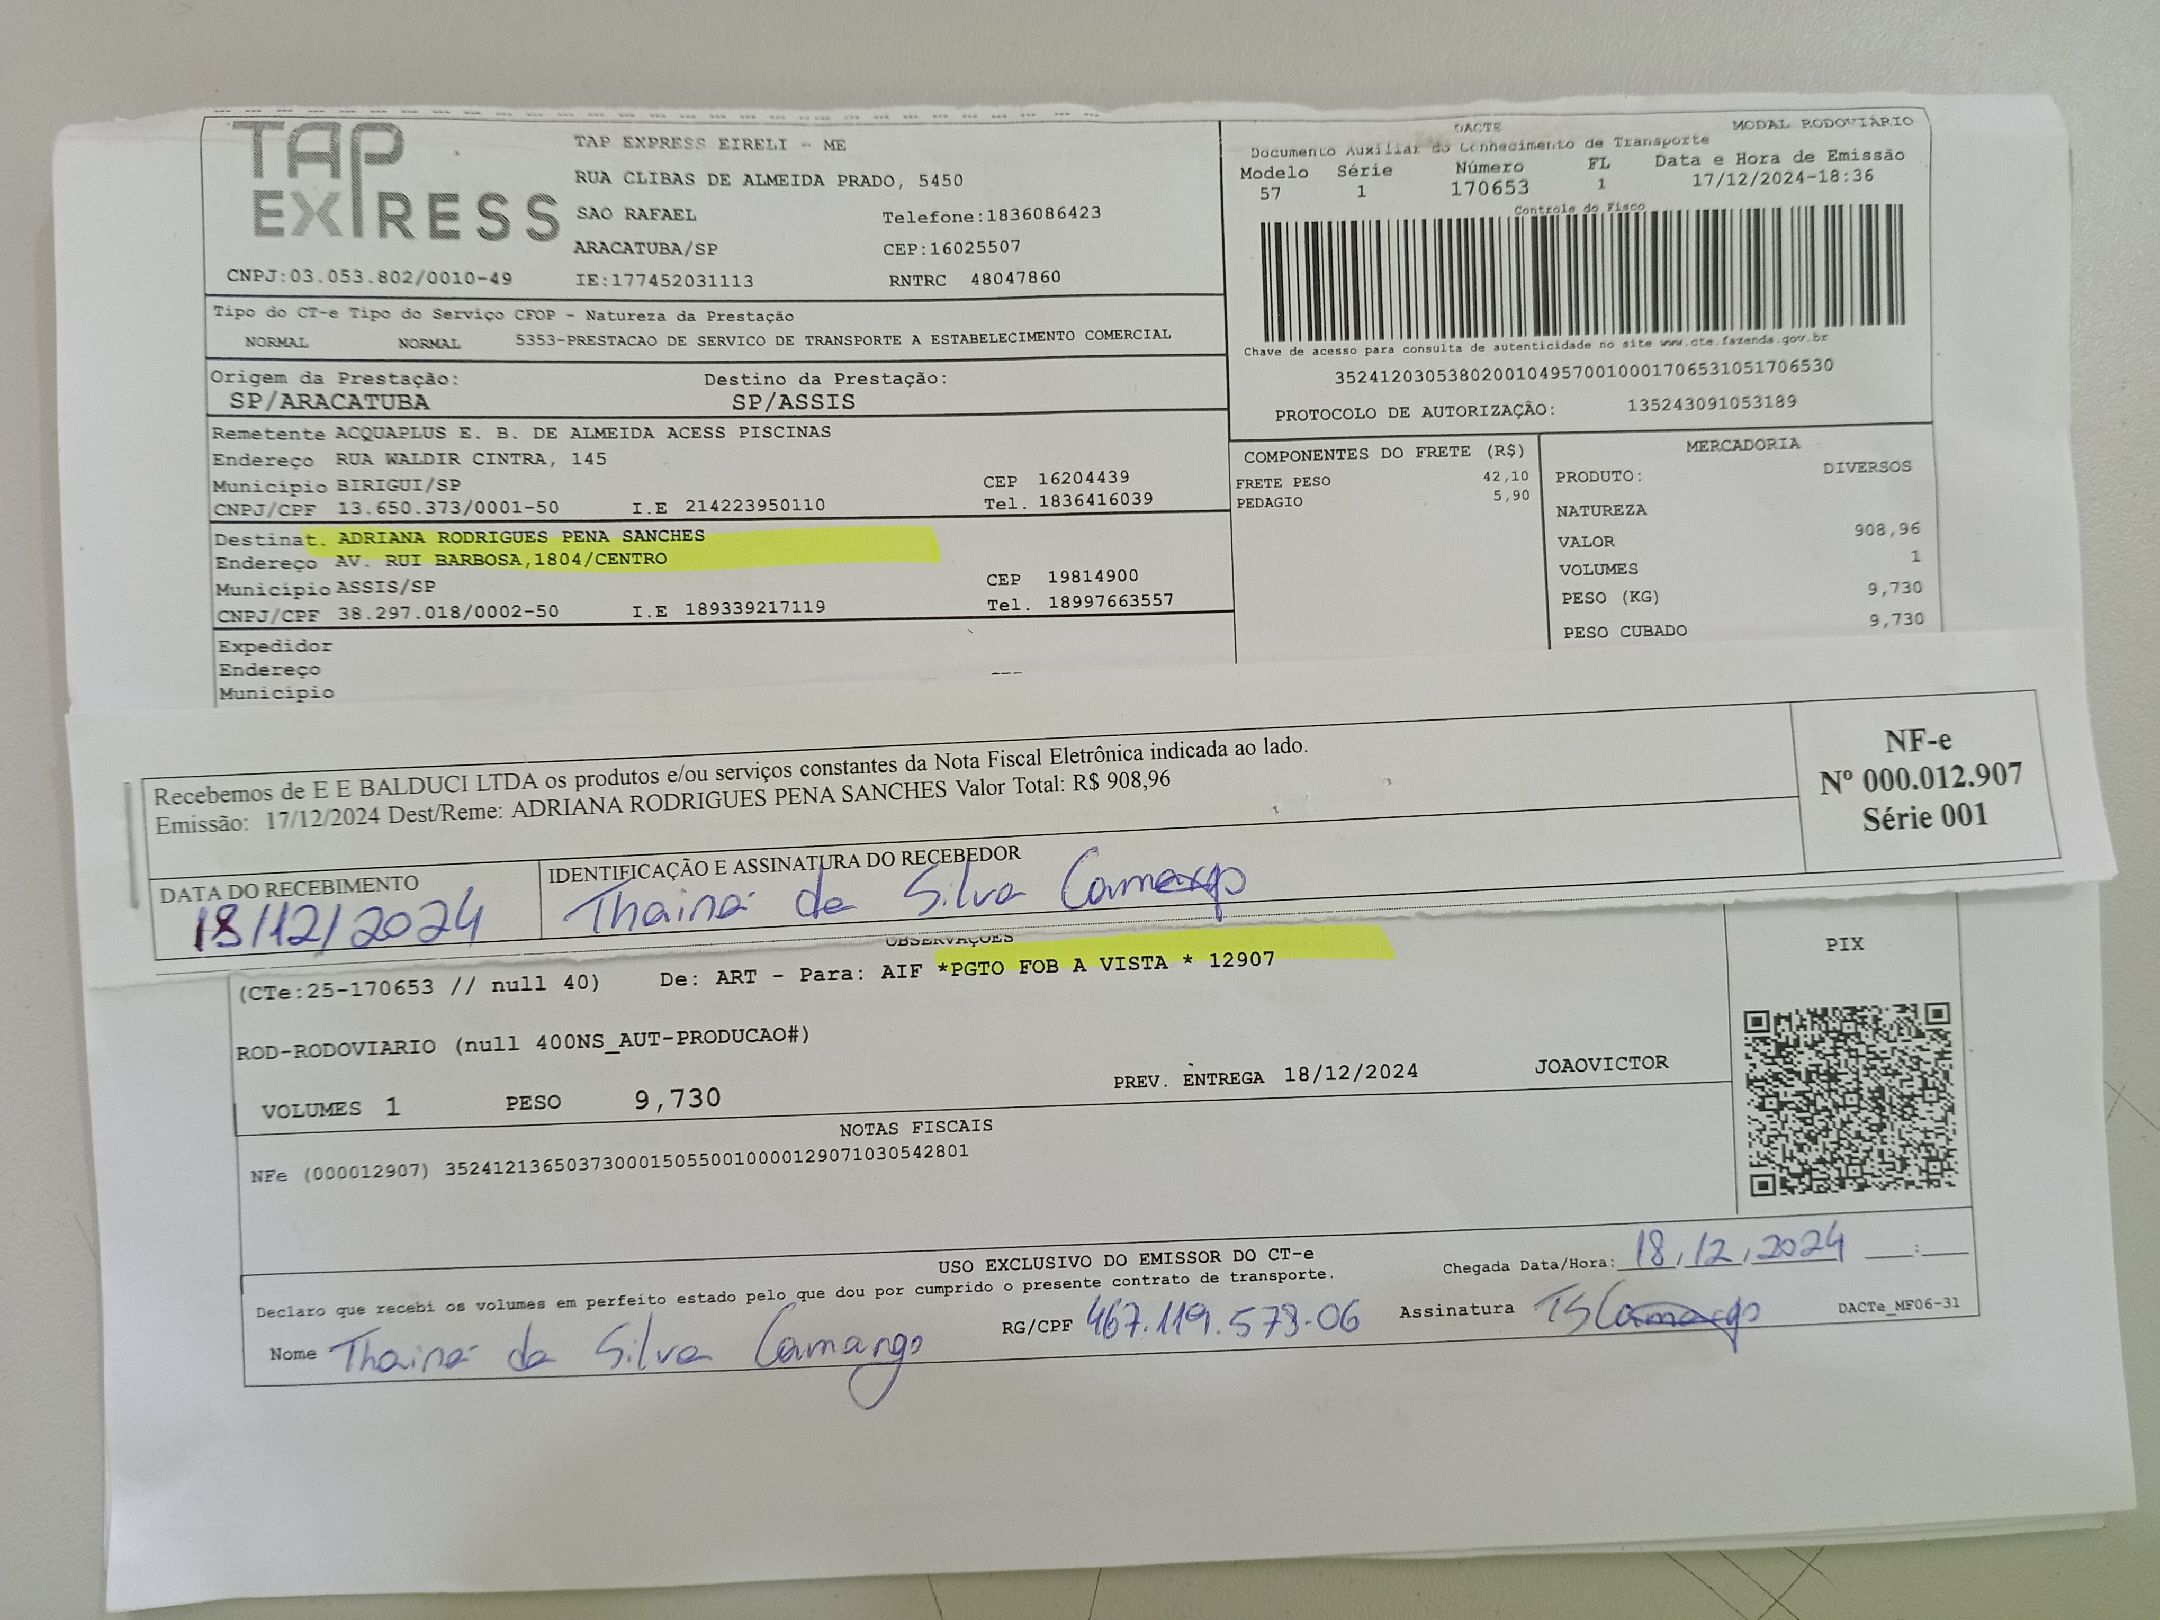 TAP
EXPRESS
TAP EXPRESS EIRELI - ME
RUA CLIBAS DE ALMEIDA PRADO, 5450
SAO RAFAEL Telefone:1836086423
ARACATUBA/SP CEP:16025507
CNPJ:03.053.802/0010-49 IE:177452031113 RNTRC 48047860
DACTE MODAL RODOVIÁRIO
Documento Auxiliar do Conhecimento de Transporte
Modelo Série Número FL Data e Hora de Emissão
57 1 170653 1 17/12/2024-18:36
Controle do Fisco
Chave de acesso para consulta de autenticidade no site www.cte.fazenda.gov.br
35241203053802001049570010001706531051706530
PROTOCOLO DE AUTORIZAÇÃO: 135243091053189
Tipo do CT-e Tipo do Serviço CFOP - Natureza da Prestação
NORMAL NORMAL 5353-PRESTACAO DE SERVICO DE TRANSPORTE A ESTABELECIMENTO COMERCIAL
Origem da Prestação: Destino da Prestação:
SP/ARACATUBA SP/ASSIS
Remetente ACQUAPLUS E. B. DE ALMEIDA ACESS PISCINAS
Endereço RUA WALDIR CINTRA, 145
Município BIRIGUI/SP CEP 16204439
CNPJ/CPF 13.650.373/0001-50 I.E 214223950110 Tel. 1836416039
Destinat. ADRIANA RODRIGUES PENA SANCHES
Endereço AV. RUI BARBOSA,1804/CENTRO
Município ASSIS/SP CEP 19814900
CNPJ/CPF 38.297.018/0002-50 I.E 189339217119 Tel. 18997663557
Expedidor
Endereço
Município
COMPONENTES DO FRETE (R$)
FRETE PESO 42,10
PEDAGIO 5,90
MERCADORIA
PRODUTO: DIVERSOS
NATUREZA
VALOR 908,96
VOLUMES 1
PESO (KG) 9,730
PESO CUBADO 9,730
Recebemos de E E BALDUCI LTDA os produtos e/ou serviços constantes da Nota Fiscal Eletrônica indicada ao lado.
Emissão: 17/12/2024 Dest/Reme: ADRIANA RODRIGUES PENA SANCHES Valor Total: R$ 908,96
NF-e
Nº 000.012.907
Série 001
DATA DO RECEBIMENTO IDENTIFICAÇÃO E ASSINATURA DO RECEBEDOR
18/12/2024 Thainá da Silva Camargo
OBSERVAÇÕES
(CTe:25-170653 // null 40) De: ART - Para: AIF *PGTO FOB A VISTA * 12907
PIX
ROD-RODOVIARIO (null 400NS_AUT-PRODUCAO#)
VOLUMES 1 PESO 9,730 PREV. ENTREGA 18/12/2024 JOAOVICTOR
NOTAS FISCAIS
NFe (000012907) 35241213650373000150550010000129071030542801
USO EXCLUSIVO DO EMISSOR DO CT-e
Declaro que recebi os volumes em perfeito estado pelo que dou por cumprido o presente contrato de transporte.
Chegada Data/Hora: 18/12/2024 __:__
Nome Thainá da Silva Camargo RG/CPF 467.119.578-06 Assinatura TSCamargo DACTe_MF06-31